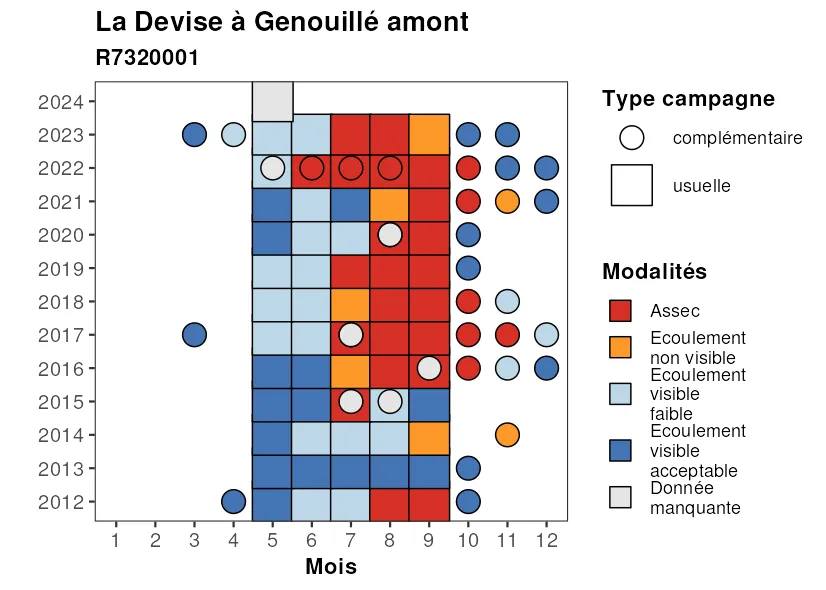 La Devise à Genouillé amont
R7320001
2024
2023
2022
2021
2020
2019
2018
2017
2016
2015
2014
2013
2012
1 2 3 4 5 6 7 8 9 10 11 12
Mois
Type campagne
complémentaire
usuelle
Modalités
Assec
Ecoulement
non visible
Ecoulement
visible
faible
Ecoulement
visible
acceptable
Donnée
manquante